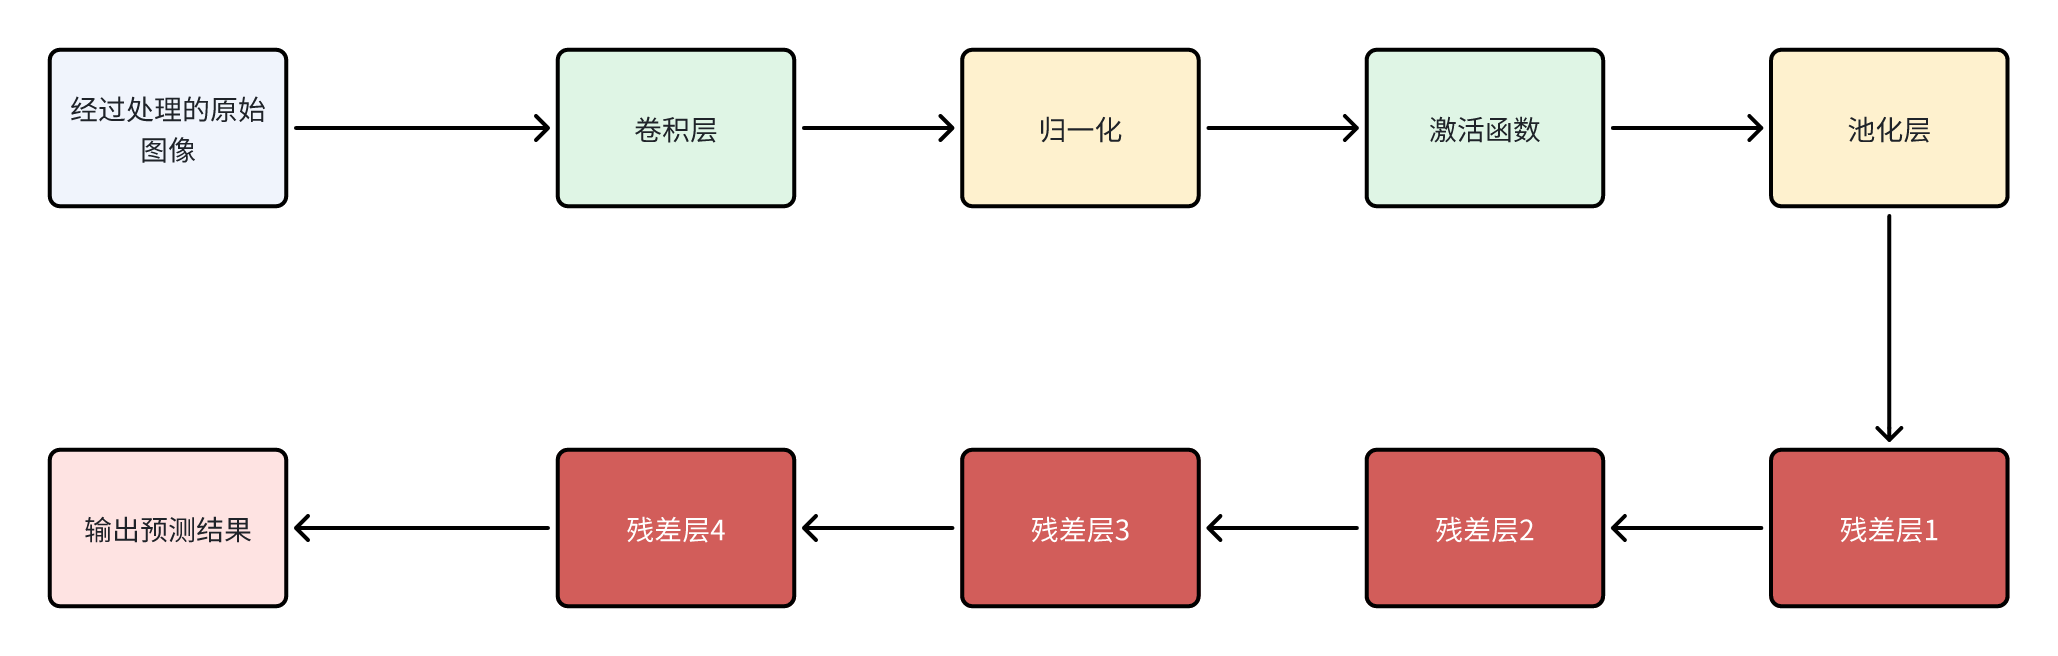 经过处理的原始
图像
卷积层
归一化
激活函数
池化层
残差层1
残差层2
残差层3
残差层4
输出预测结果